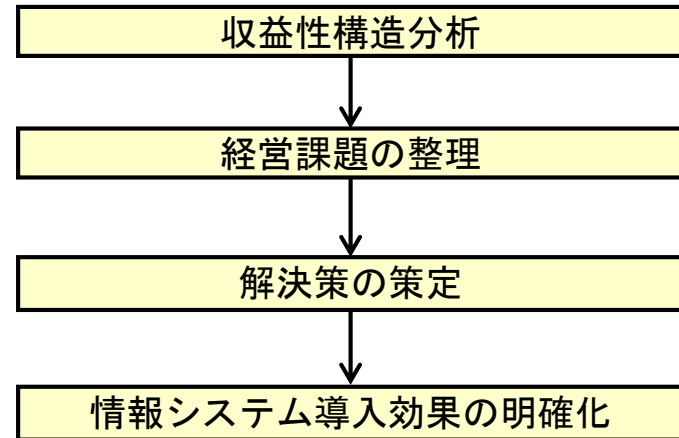 収益性構造分析
経営課題の整理
解決策の策定
情報システム導入効果の明確化